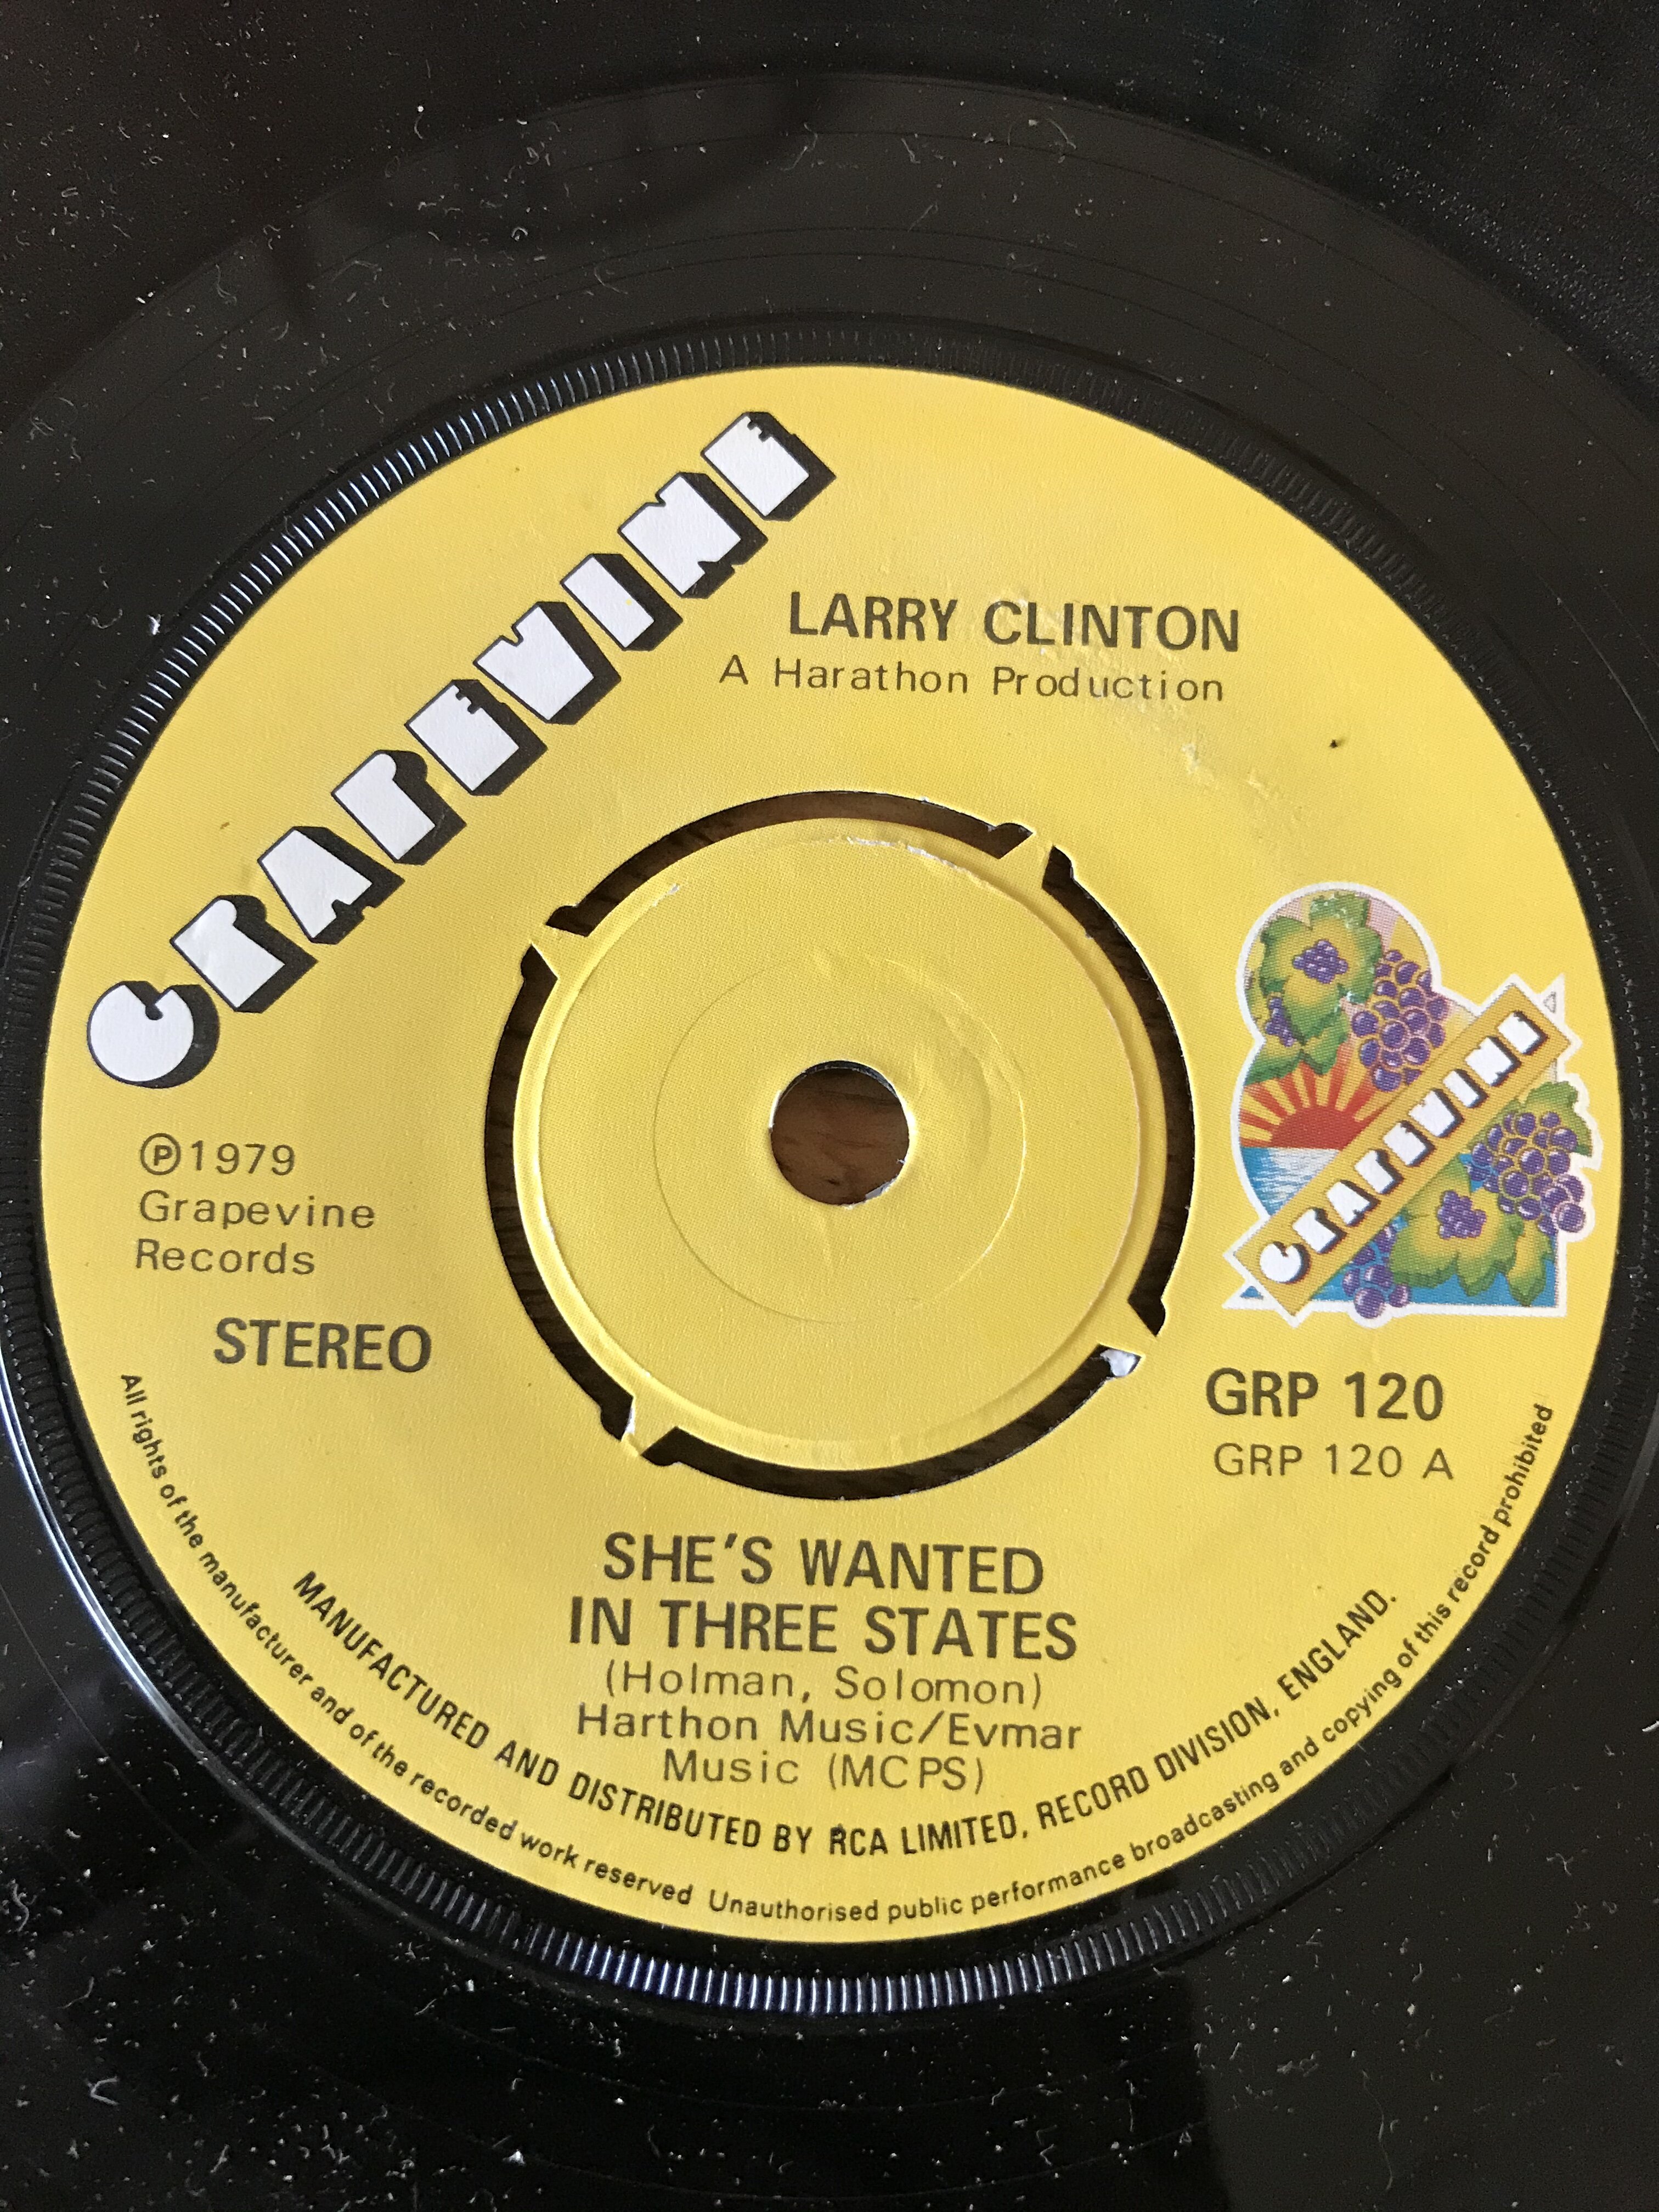 GRAPEVINE
LARRY CLINTON
A Harathon Production
GRAPEVINE
℗1979
Grapevine
Records
STEREO
GRP 120
GRP 120 A
SHE'S WANTED
IN THREE STATES
(Holman, Solomon)
Harthon Music/Evmar
Music (MCPS)
MANUFACTURED AND DISTRIBUTED BY RCA LIMITED, RECORD DIVISION, ENGLAND.
All rights of the manufacturer and of the recorded work reserved Unauthorised public performance broadcasting and copying of this record prohibited